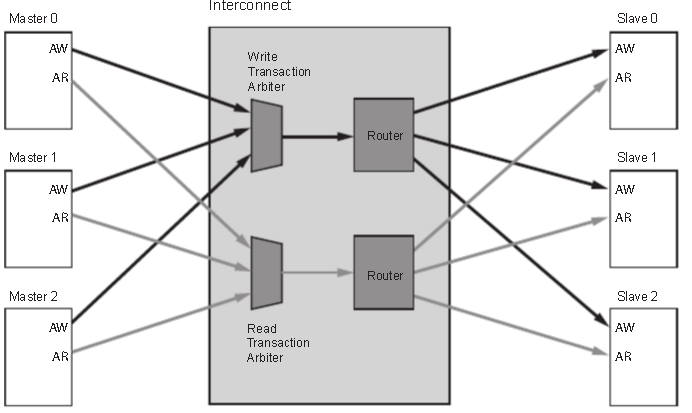 Interconnect
Master 0
AW
AR
Master 1
AW
AR
Master 2
AW
AR
Write
Transaction
Arbiter
Router
Router
Read
Transaction
Arbiter
Slave 0
AW
AR
Slave 1
AW
AR
Slave 2
AW
AR